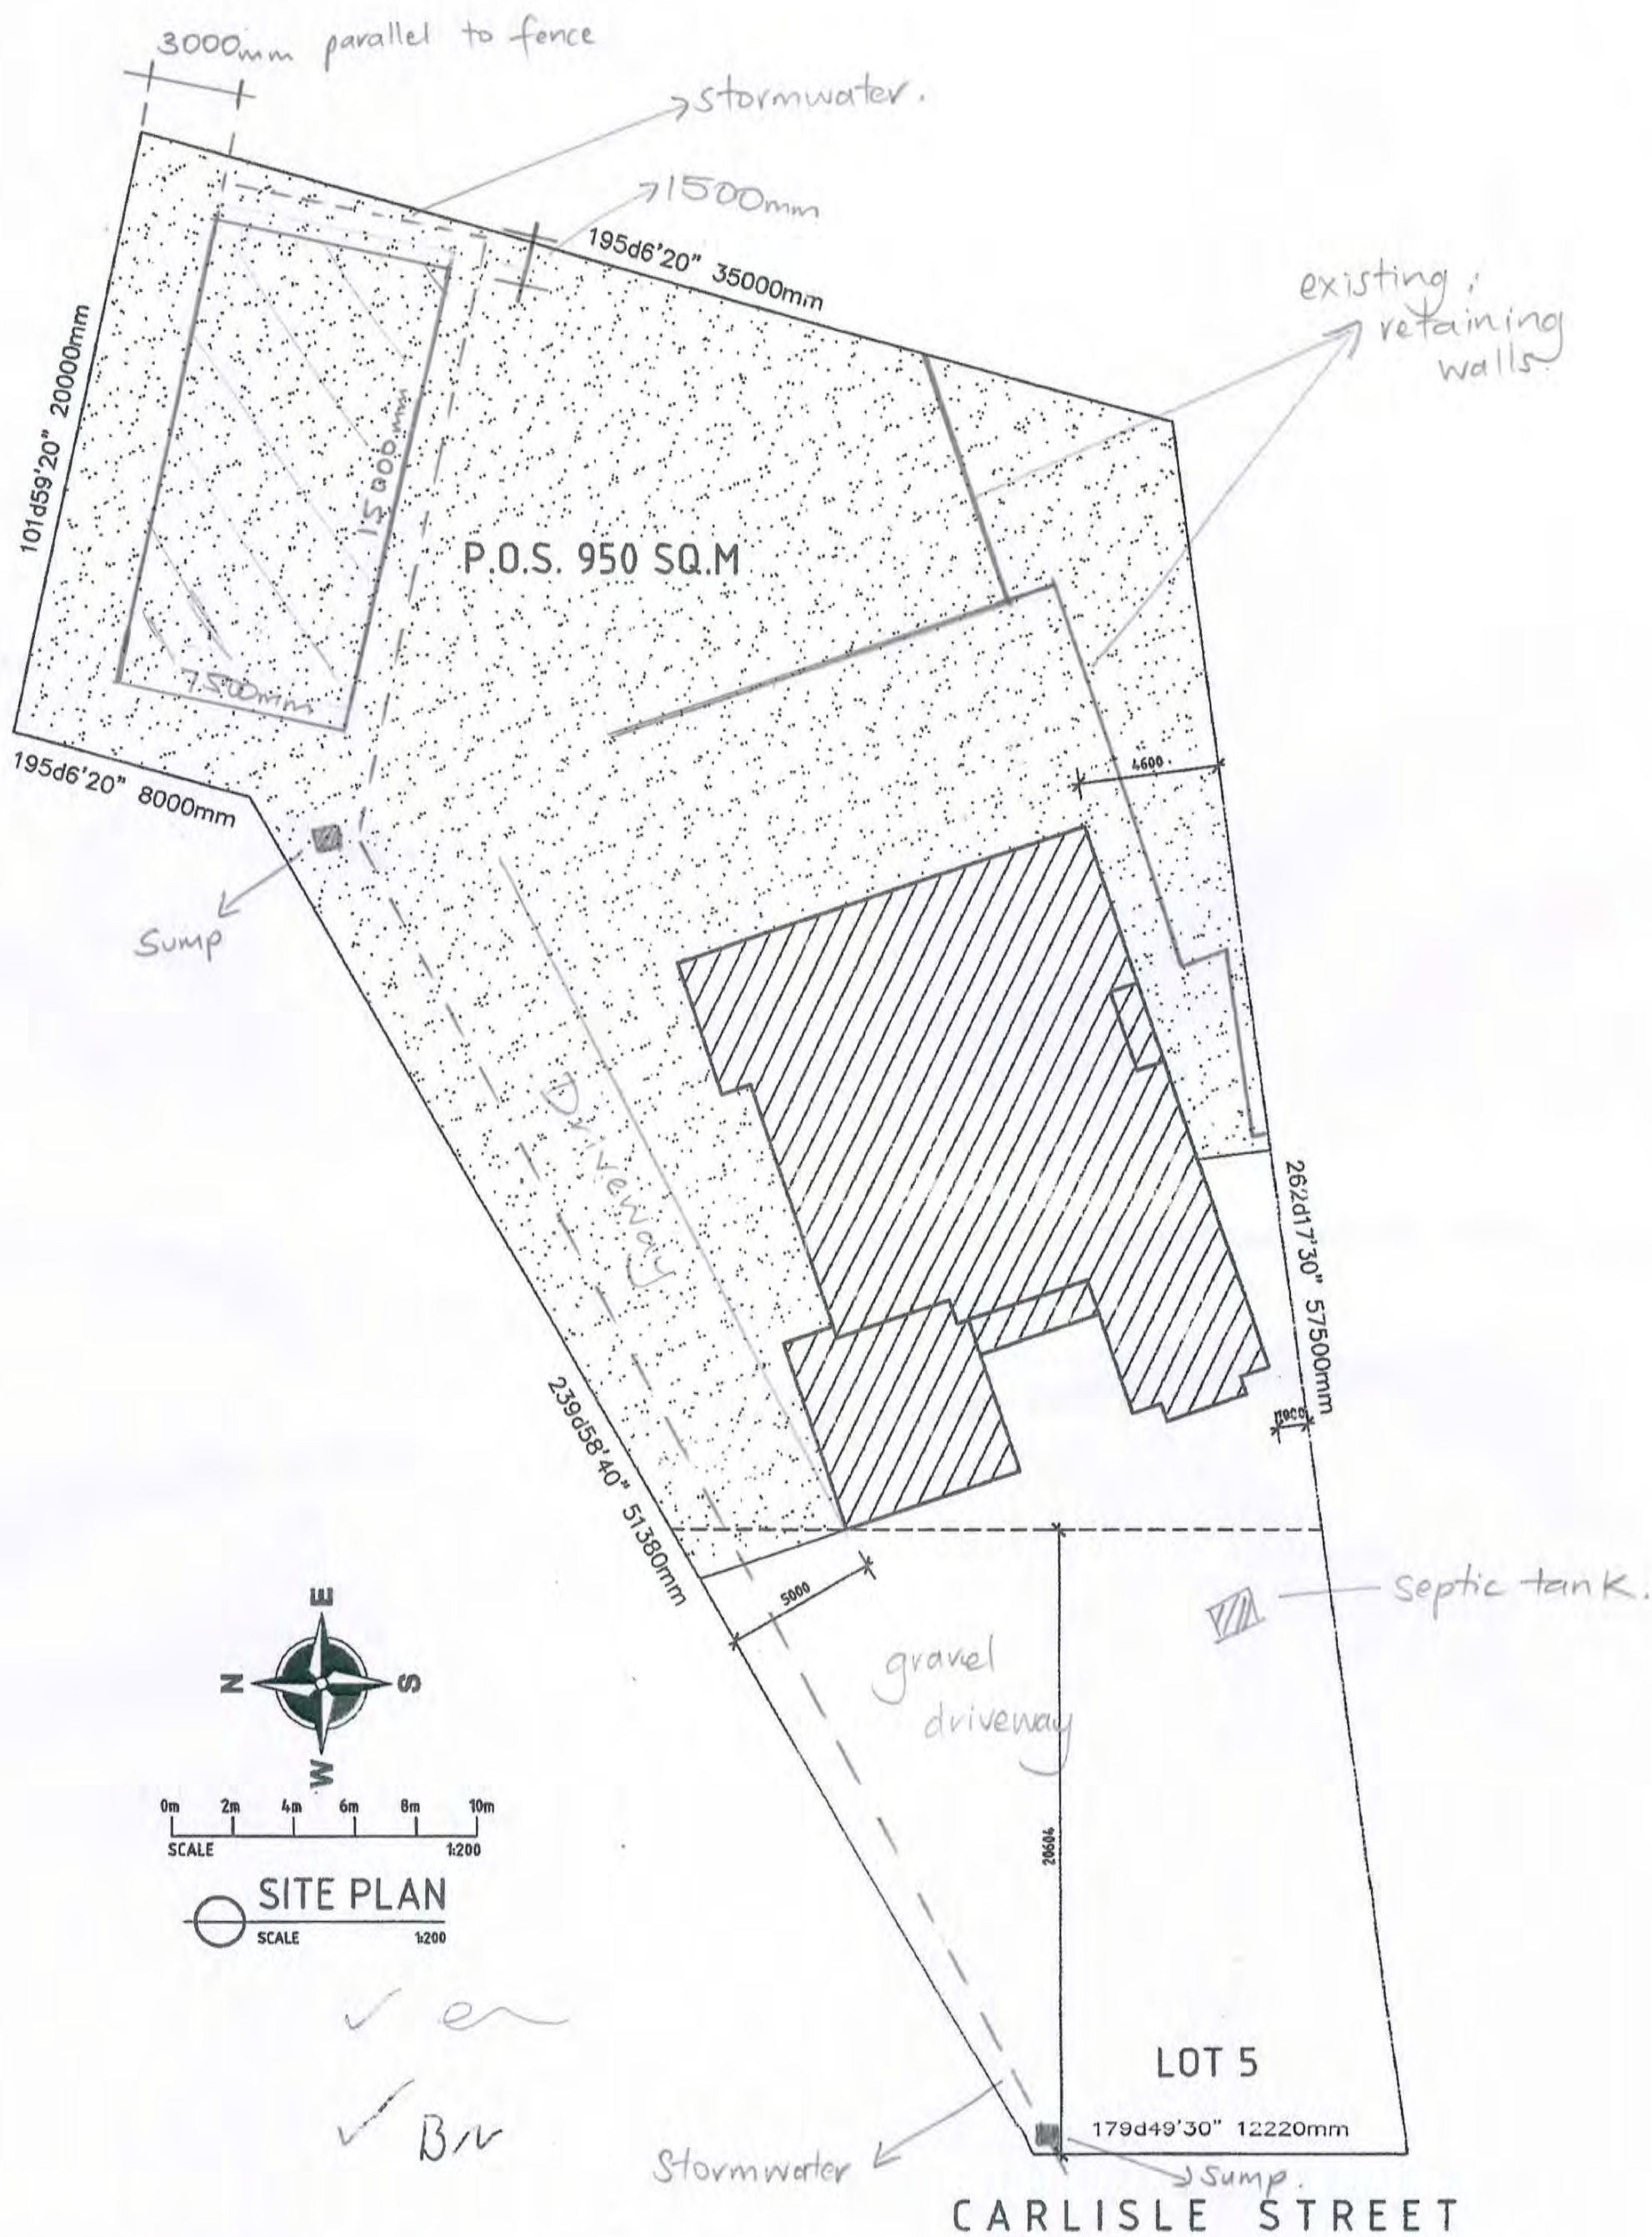 3000mm parallel to fence
stormwater.
1500mm
195d6'20" 35000mm
existing
retaining
walls
101d59'20" 20000mm
15000mm
P.O.S. 950 SQ.M
7500mm
195d6'20" 8000mm
4600
Sump
Driveway
262d17'30" 57500mm
239d58'40" 51380mm
1000
5000
septic tank.
gravel
driveway
E
N
S
W
0m 2m 4m 6m 8m 10m
SCALE 1:200
20604
SITE PLAN
SCALE 1:200
LOT 5
179d49'30" 12220mm
Stormwater
Sump.
CARLISLE STREET